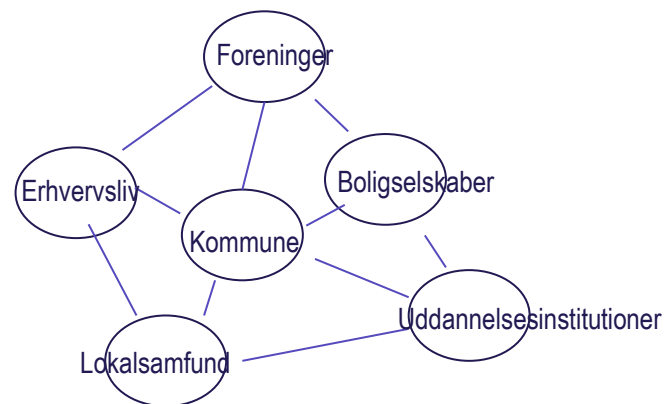 Foreninger
Boligselskaber
Erhvervsliv
Kommune
Uddannelsesinstitutioner
Lokalsamfund